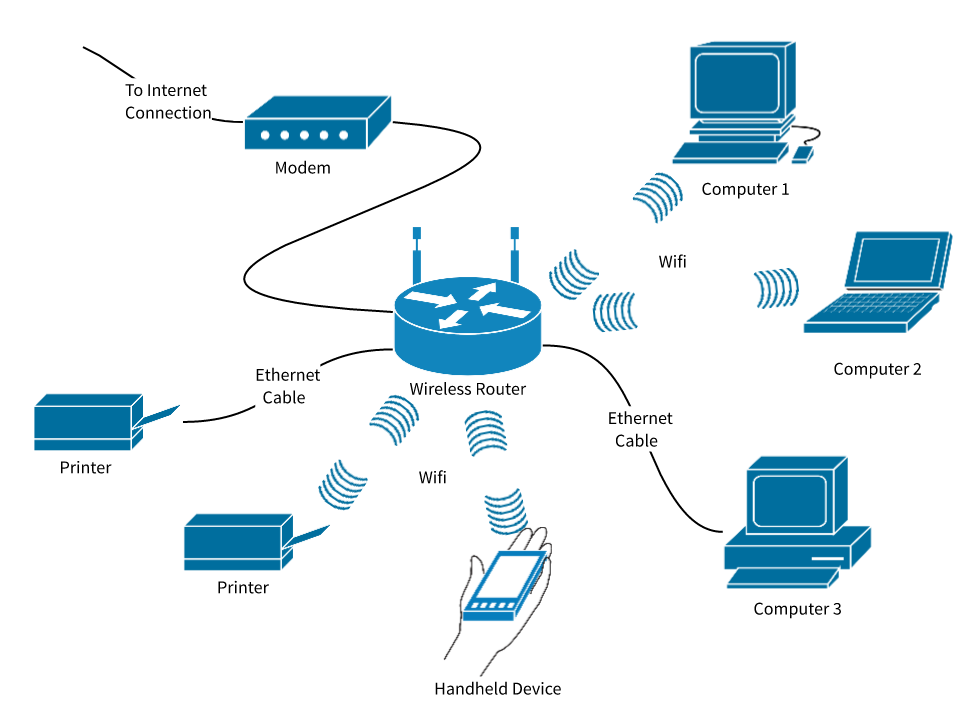 To Internet
Connection
Modem
Computer 1
Wifi
Computer 2
Wireless Router
Ethernet
Cable
Ethernet
Cable
Printer
Wifi
Printer
Computer 3
Handheld Device